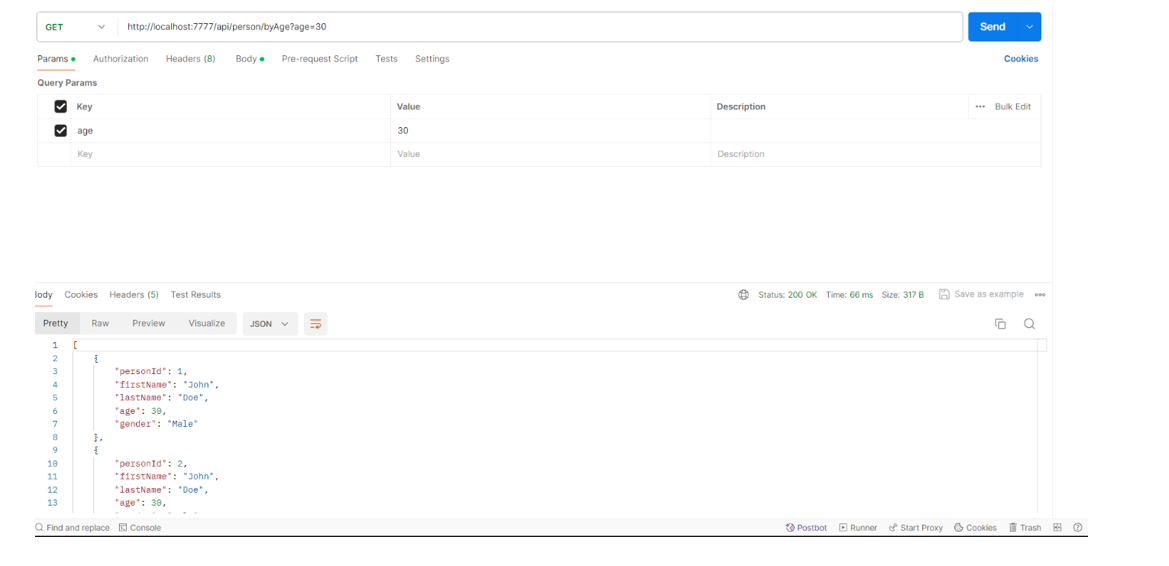 GET http://localhost:7777/api/person/byAge?age=30 Send
Params Authorization Headers (8) Body Pre-request Script Tests Settings Cookies
Query Params
Key Value Description ••• Bulk Edit
age 30
Key Value Description
Body Cookies Headers (5) Test Results Status: 200 OK Time: 66 ms Size: 317 B Save as example
Pretty Raw Preview Visualize JSON
1 [
2 {
3 "personId": 1,
4 "firstName": "John",
5 "lastName": "Doe",
6 "age": 30,
7 "gender": "Male"
8 },
9 {
10 "personId": 2,
11 "firstName": "John",
12 "lastName": "Doe",
13 "age": 30,
Find and replace Console Postbot Runner Start Proxy Cookies Trash